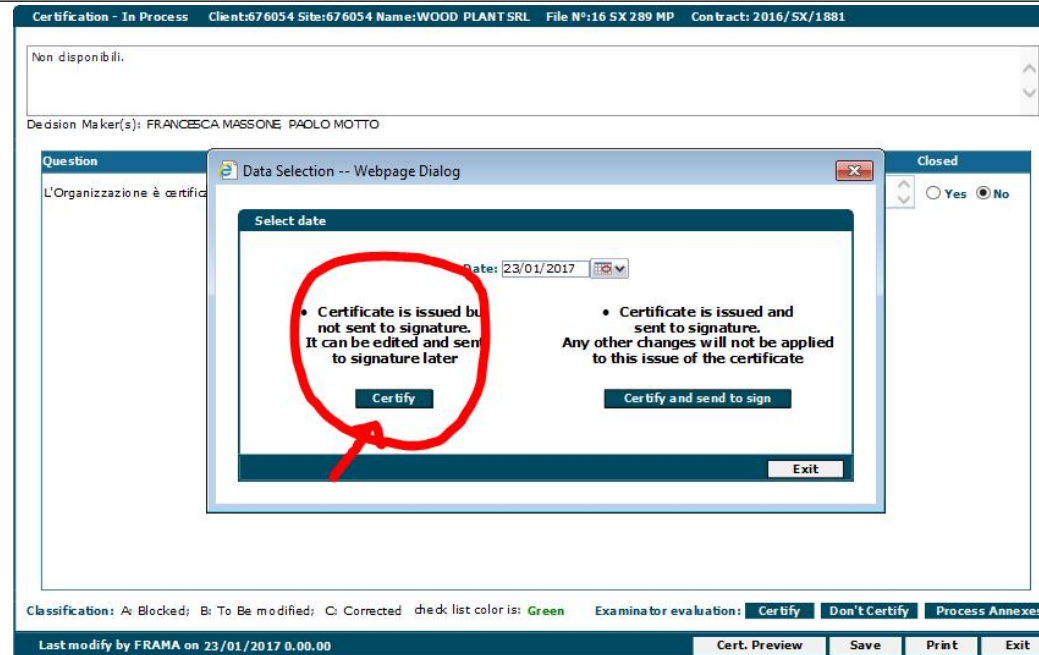 Certification - In Process Client:676054 Site:676054 Name:WOOD PLANT SRL File Nº:16 SX 289 MP Contract: 2016/SX/1881
Non disponibili.
Decision Maker(s): FRANCESCA MASSONE, PAOLO MOTTO
Question Closed
L'Organizzazione è Yes No
Data Selection -- Webpage Dialog
Select date
Date: 23/01/2017
• Certificate is issued but
not sent to signature.
It can be edited and sent
to signature later
Certify
• Certificate is issued and
sent to signature.
Any other changes will not be applied
to this issue of the certificate
Certify and send to sign
Exit
Classification: A: Blocked; B: To Be modified; C: Corrected check list color is: Green Examinator evaluation: Certify Don't Certify Process Annexes
Last modify by FRAMA on 23/01/2017 0.00.00 Cert. Preview Save Print Exit